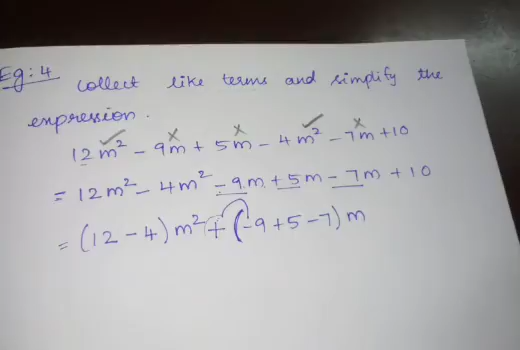 Eg: 4 collect like terms and simplify the
expression.
12m² - 9m + 5m - 4m² - 7m + 10
= 12m² - 4m² - 9m + 5m - 7m + 10
= (12 - 4) m² + (-9 + 5 - 7) m